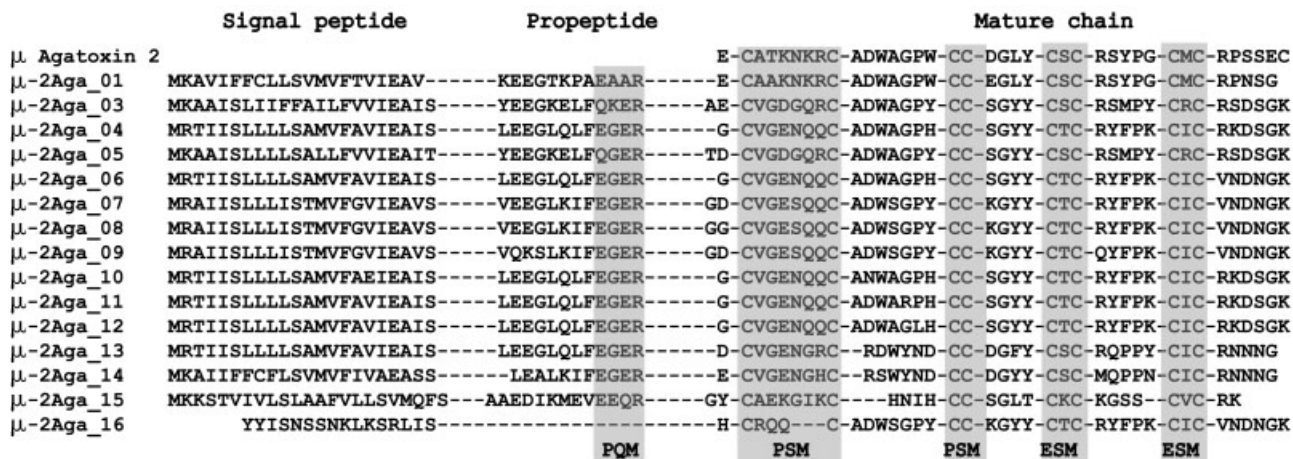 Signal peptide Propeptide Mature chain
μ Agatoxin 2 E-CATKNKRC-ADWAGPW-CC-DGLY-CSC-RSYPG-CMC-RPSSEC
μ-2Aga_01 MKAVIFFCLLSVMVFTVIEAV------KEEGTKPAEAAR-------E-CAAKNKRC-ADWAGPW-CC-EGLY-CSC-RSYPG-CMC-RPNSG
μ-2Aga_03 MKAAISLIIFFAILFVVIEAIS-----YEEGKELFQKER------AE-CVGDGQRC-ADWAGPY-CC-SGYY-CSC-RSMPY-CRC-RSDSGK
μ-2Aga_04 MRTIISLLLLSAMVFAVIEAIS-----LEEGLQLFEGER-------G-CVGENQQC-ADWAGPH-CC-SGYY-CTC-RYFPK-CIC-RKDSGK
μ-2Aga_05 MKAAISLLLLSALLFVVIEAIT-----YEEGKELFQGER------TD-CVGDGQRC-ADWAGPY-CC-SGYY-CSC-RSMPY-CRC-RSDSGK
μ-2Aga_06 MRTIISLLLLSAMVFAVIEAIS-----LEEGLQLFEGER-------G-CVGENQQC-ADWAGPH-CC-SGYY-CTC-RYFPK-CIC-VNDNGK
μ-2Aga_07 MRAIISLLLISTMVFGVIEAIS-----VEEGLKIFEGER------GD-CVGESQQC-ADWSGPY-CC-KGYY-CTC-RYFPK-CIC-VNDNGK
μ-2Aga_08 MRAIISLLLISTMVFGVIEAIS-----VEEGLKIFEGER------GG-CVGESQQC-ADWSGPY-CC-KGYY-CTC-RYFPK-CIC-VNDNGK
μ-2Aga_09 MRAIISLLLISTMVFGVIEAIS-----VQKSLKIFEGER------GD-CVGESQQC-ADWSGPY-CC-KGYY-CTC-QYFPK-CIC-VNDNGK
μ-2Aga_10 MRTIISLLLLSAMVFAEIEAIS-----LEEGLQLFEGER-------G-CVGENQQC-ANWAGPH-CC-SGYY-CTC-RYFPK-CIC-RKDSGK
μ-2Aga_11 MRTIISLLLLSAMVFAVIEAIS-----LEEGLQLFEGER-------G-CVGENQQC-ADWARPH-CC-SGYY-CTC-RYFPK-CIC-RKDSGK
μ-2Aga_12 MRTIISLLLLSAMVFAVIEAIS-----LEEGLQLFEGER-------G-CVGENQQC-ADWAGLH-CC-SGYY-CTC-RYFPK-CIC-RKDSGK
μ-2Aga_13 MRTIISLLLLSAMVFAVIEAIS-----LEEGLQLFEGER-------D-CVGENGRC--RDWYND-CC-DGFY-CSC-RQPPY-CIC-RNNNG
μ-2Aga_14 MKAIIFFCFLSVMVFIVAEASS------LEALKIFEGER-------E-CVGENGHC--RSWYND-CC-DGFY-CSC-MQPPN-CIC-RNNNG
μ-2Aga_15 MKKSTVIVLSLAAFVLLSVMQFS---AAEDIKMEVEEQR------GY-CAEKGIKC----HNIH-CC-SGLT-CKC-KGSS--CVC-RK
μ-2Aga_16 YYISNSSNKLKSRLIS-----------------------------H-CRQQ---C-ADWSGPY-CC-KGYY-CTC-RYFPK-CIC-VNDNGK
PQM PSM PSM ESM ESM